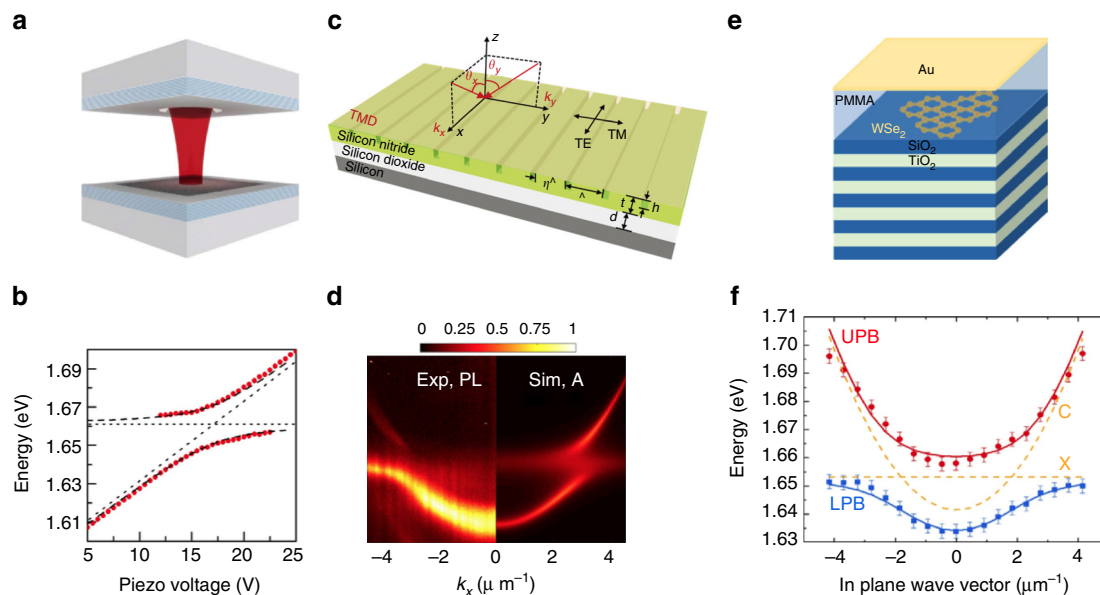 a
c
z
θx
θy
ky
kx
x
y
TM
TE
TMD
Silicon nitride
Silicon dioxide
Silicon
η^
^
t
h
d
e
Au
PMMA
WSe2
SiO2
TiO2
b
1.69
1.67
1.65
1.63
1.61
Energy (eV)
5
10
15
20
25
Piezo voltage (V)
d
0
0.25
0.5
0.75
1
Exp, PL
Sim, A
−4
−2
0
2
4
kx (μ m−1)
f
1.71
1.70
1.69
1.68
1.67
1.66
1.65
1.64
1.63
Energy (eV)
UPB
C
X
LPB
−4
−2
0
2
4
In plane wave vector (μm−1)